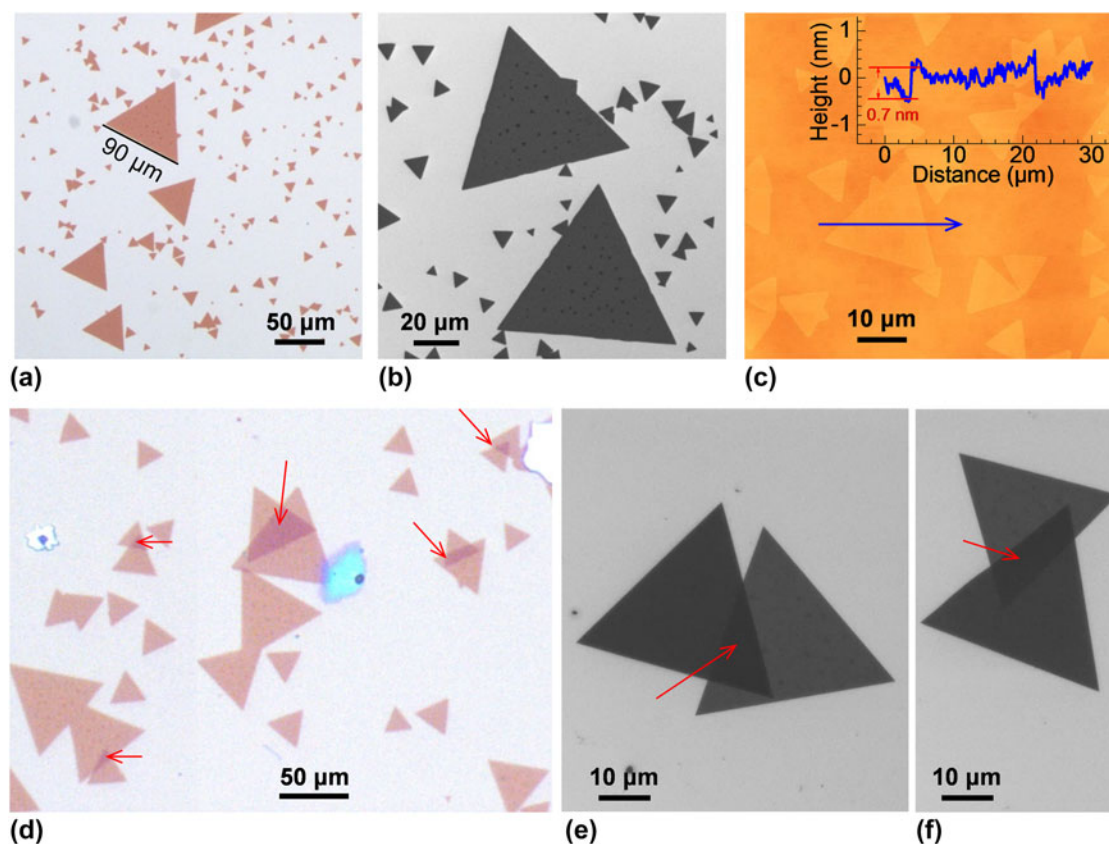 90 µm
50 µm
(a)
20 µm
(b)
Height (nm)
1
0
-1
0.7 nm
0 10 20 30
Distance (µm)
10 µm
(c)
50 µm
(d)
10 µm
(e)
10 µm
(f)